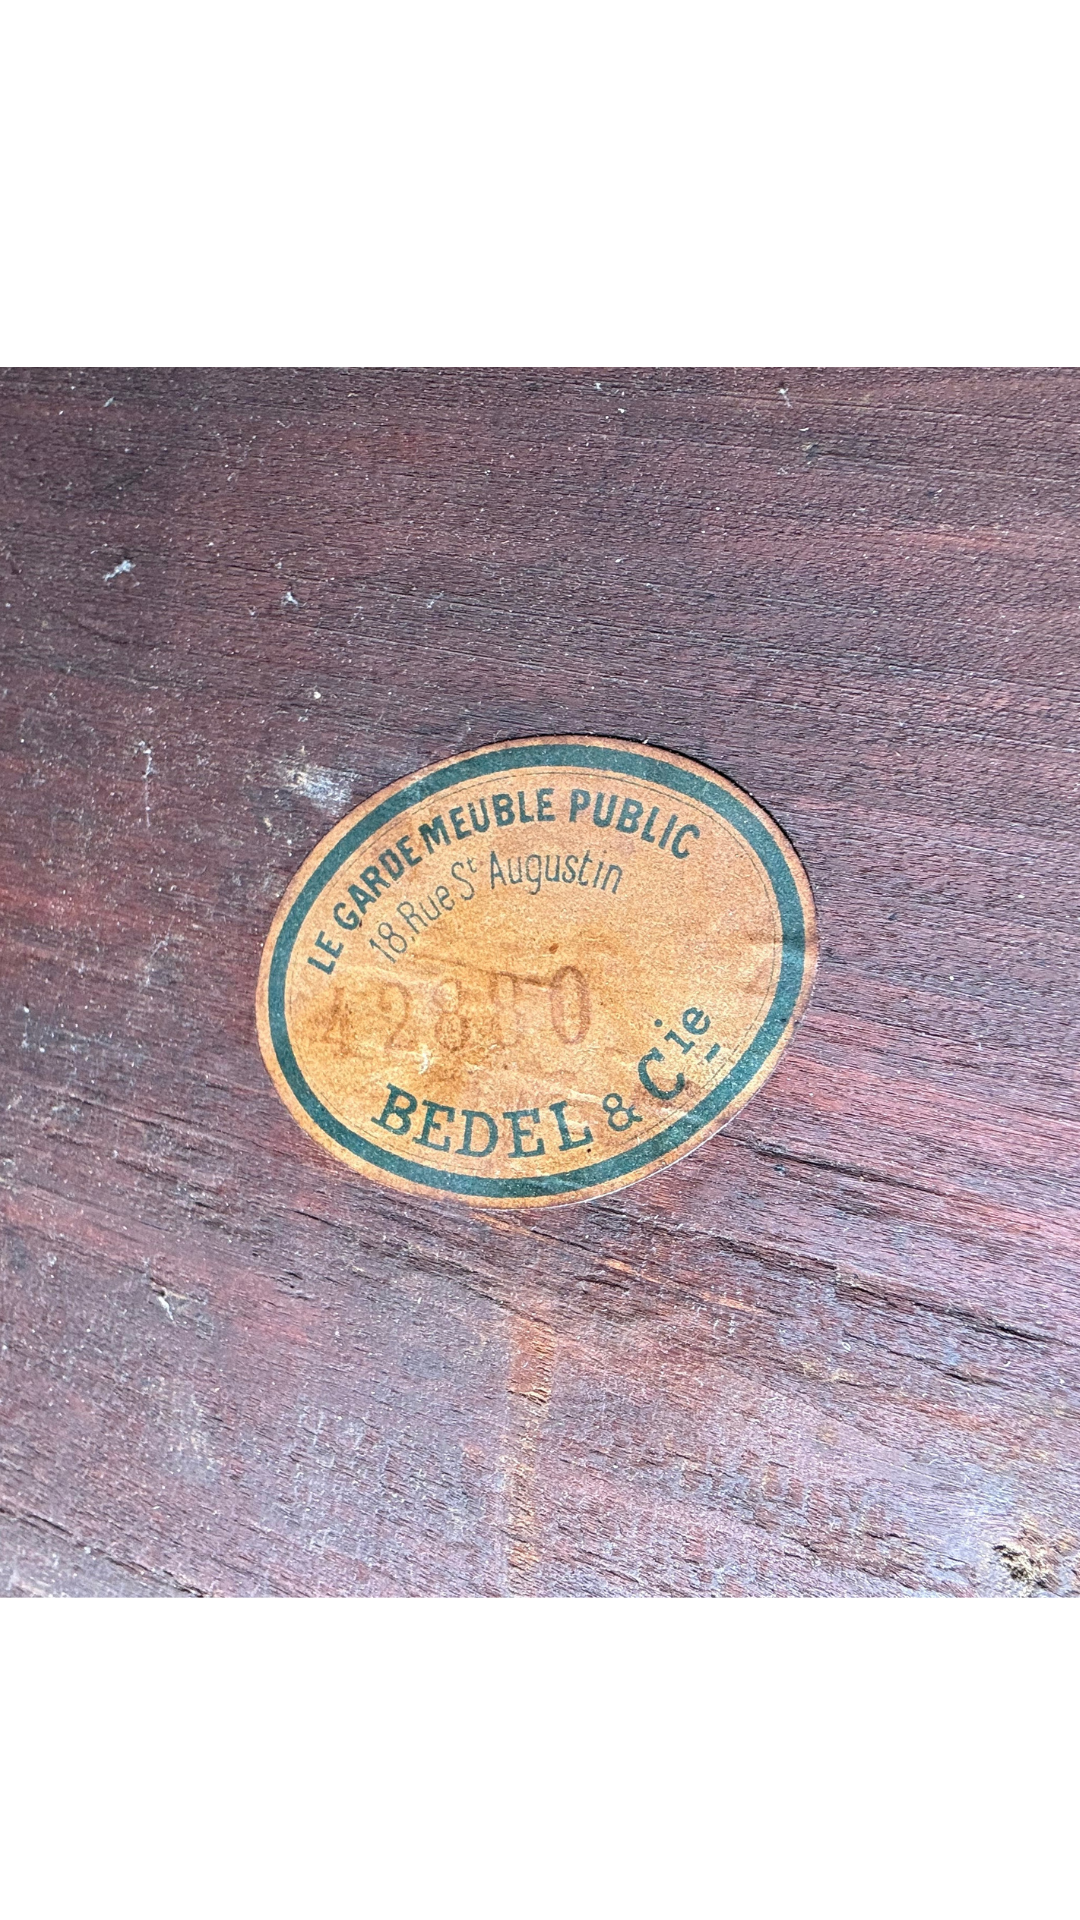 LE GARDE MEUBLE PUBLIC
18, Rue St Augustin
BEDEL & Cie